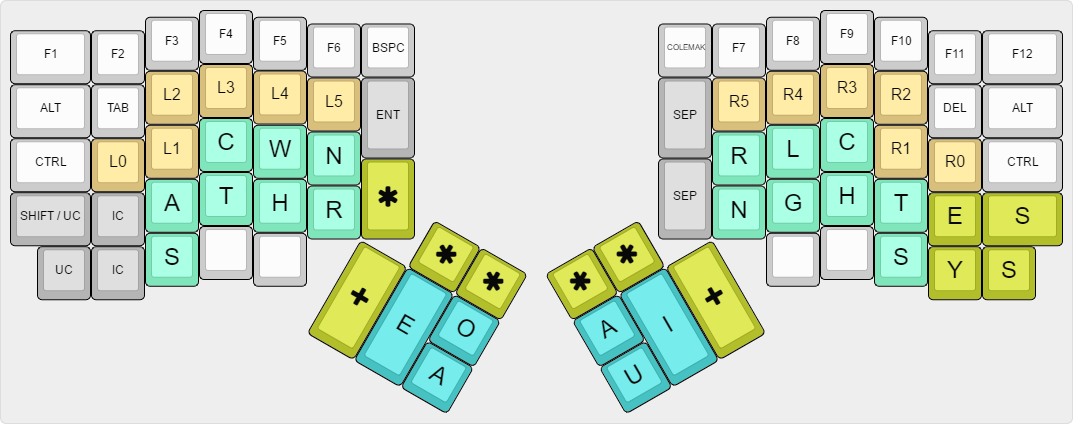 F1 F2 F3 F4 F5 F6 BSPC COLEMAK F7 F8 F9 F10 F11 F12
ALT TAB L2 L3 L4 L5 ENT SEP R5 R4 R3 R2 DEL ALT
CTRL L0 L1 C W N R L C R1 R0 CTRL
SHIFT / UC IC A T H R * SEP N G H T E S
UC IC S S Y S
* * * *
+ +
E O A I
A U